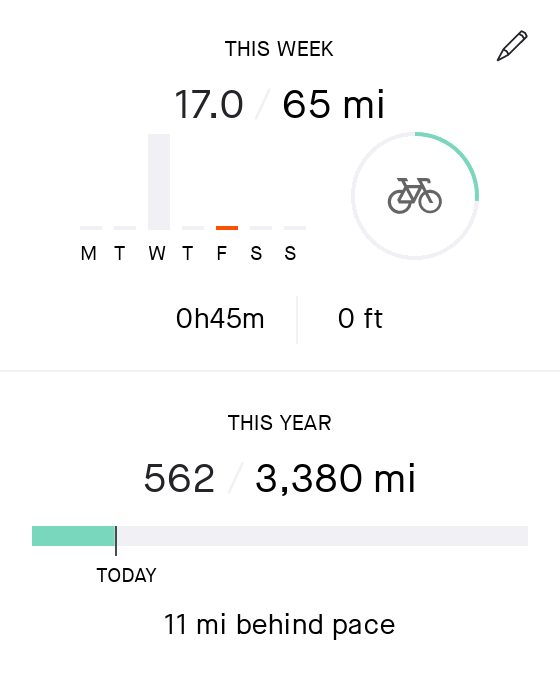 THIS WEEK
17.0 / 65 mi
M T W T F S S
0h45m 0 ft
THIS YEAR
562 / 3,380 mi
TODAY
11 mi behind pace